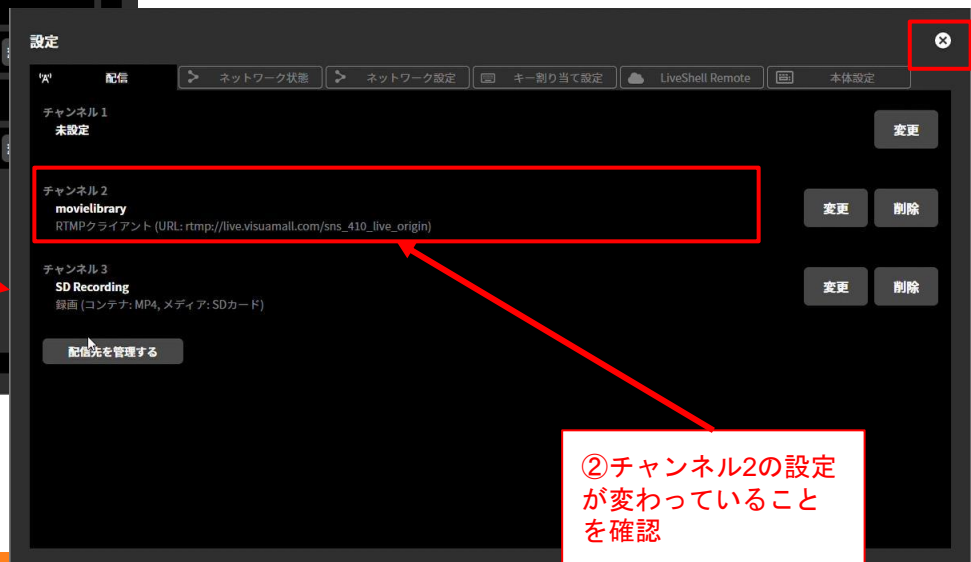 設定
配信
ネットワーク状態
ネットワーク設定
キー割り当て設定
LiveShell Remote
本体設定
チャンネル 1
未設定
変更
チャンネル 2
movielibrary
RTMPクライアント (URL: rtmp://live.visuamall.com/sns_410_live_origin)
変更
削除
チャンネル 3
SD Recording
録画 (コンテナ: MP4, メディア: SDカード)
変更
削除
配信先を管理する
②チャンネル2の設定
が変わっていること
を確認